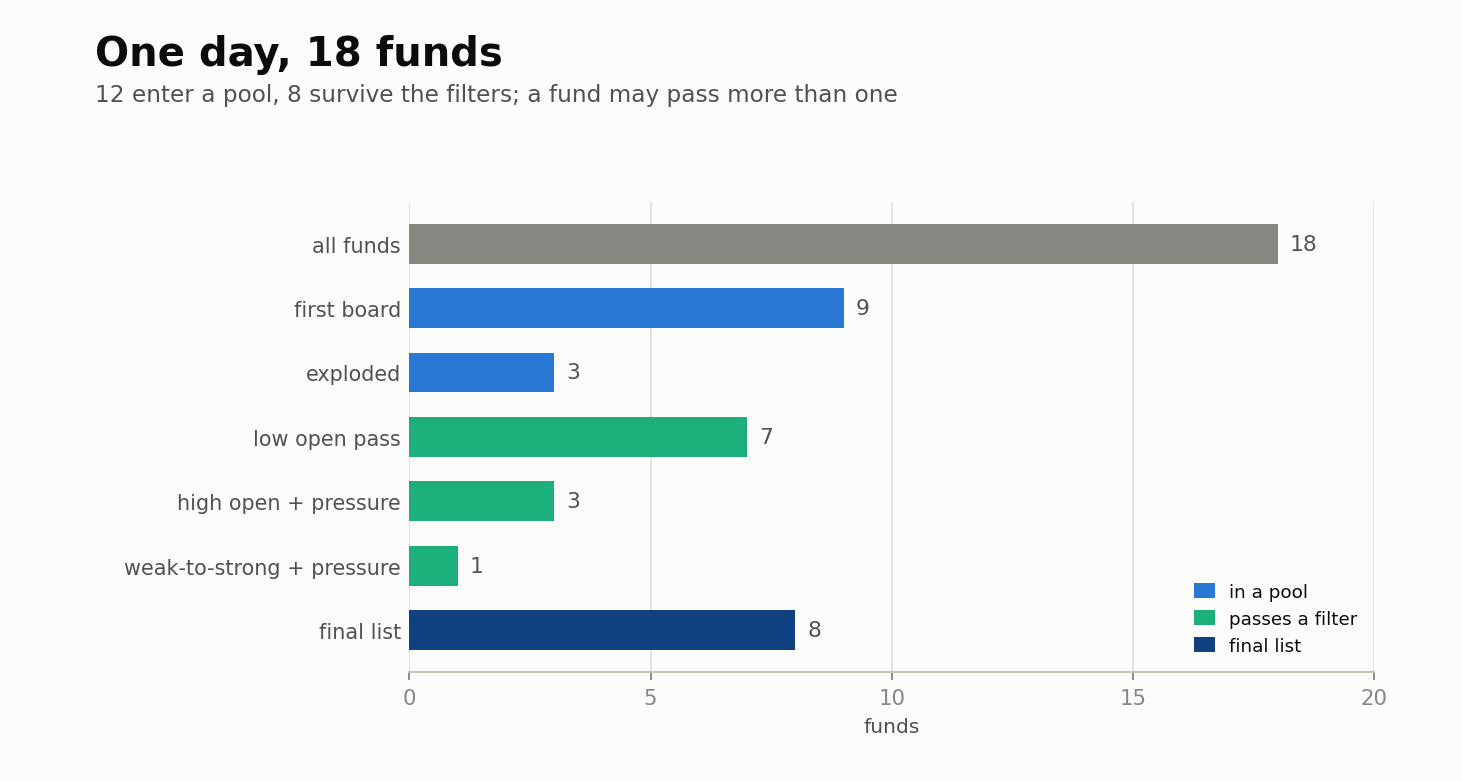 One day, 18 funds
12 enter a pool, 8 survive the filters; a fund may pass more than one
all funds 18
first board 9
exploded 3
low open pass 7
high open + pressure 3
weak-to-strong + pressure 1
final list 8
in a pool
passes a filter
final list
0 5 10 15 20
funds